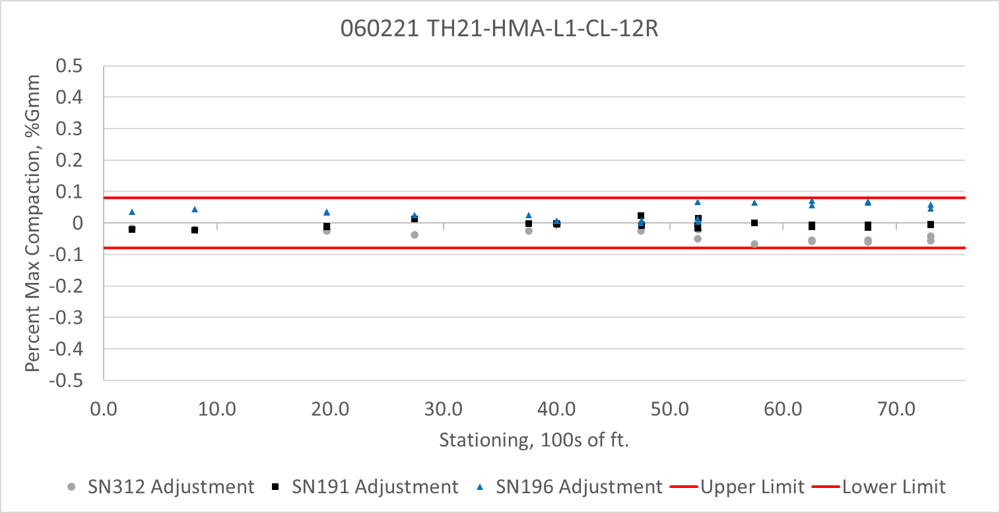 060221 TH21-HMA-L1-CL-12R
Percent Max Compaction, %Gmm
0.5
0.4
0.3
0.2
0.1
0
-0.1
-0.2
-0.3
-0.4
-0.5
0.0 10.0 20.0 30.0 40.0 50.0 60.0 70.0
Stationing, 100s of ft.
SN312 Adjustment SN191 Adjustment SN196 Adjustment Upper Limit Lower Limit